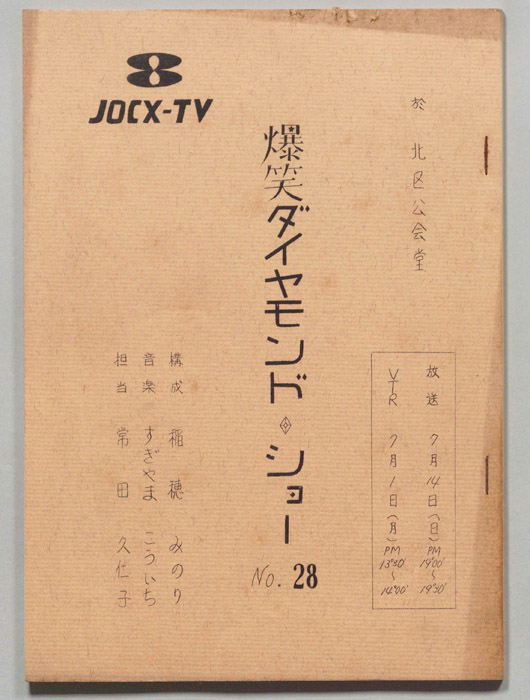 JOCX-TV
於 北区公会堂
放送 7月14日(日) PM 19°00'~19°30'
VTR 7月1日(月) PM 13°30'~14°00'
爆笑ダイヤモンド・ショー
No. 28
構成 稲穂 みのり
音楽 すぎやま こういち
担当 常田 久仁子